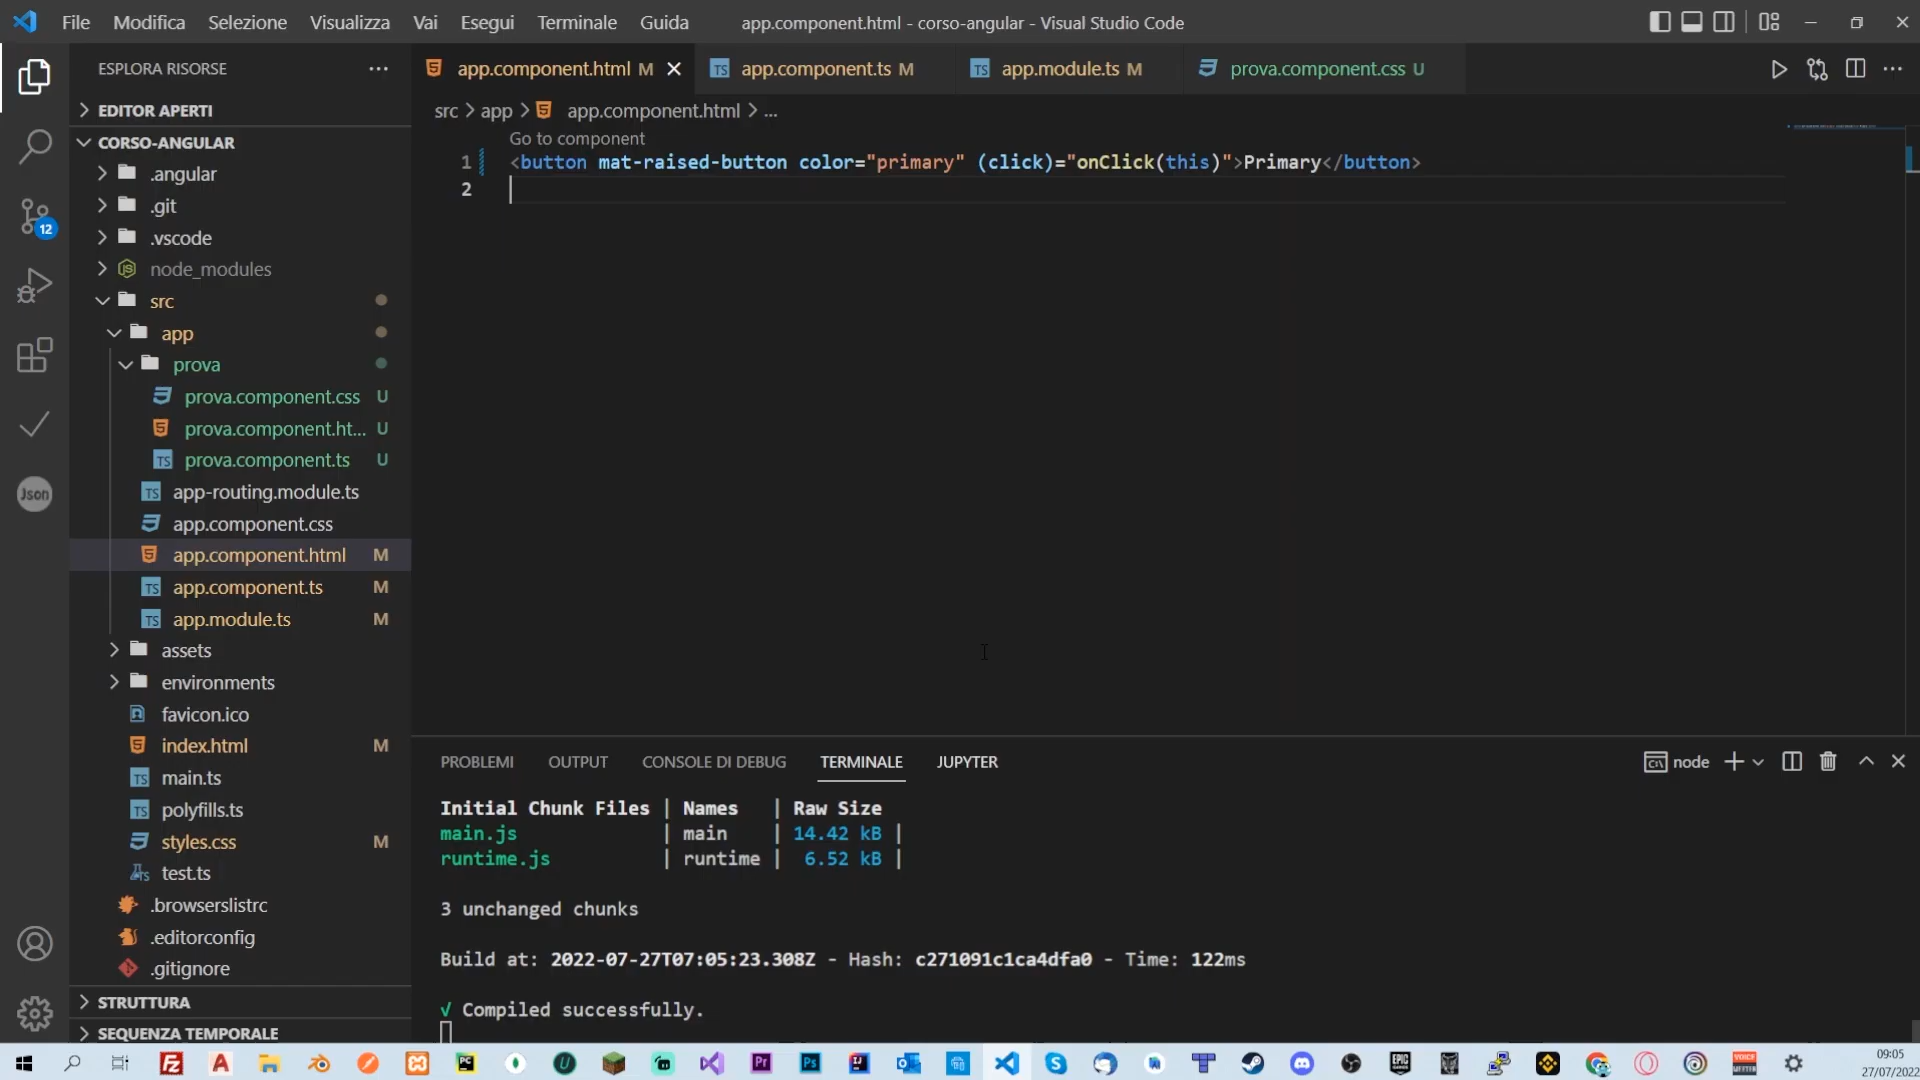 File Modifica Selezione Visualizza Vai Esegui Terminale Guida app.component.html - corso-angular - Visual Studio Code
ESPLORA RISORSE
EDITOR APERTI
CORSO-ANGULAR
.angular
.git
.vscode
node_modules
src
app
prova
prova.component.css U
prova.component.ht... U
prova.component.ts U
app-routing.module.ts
app.component.css
app.component.html M
app.component.ts M
app.module.ts M
assets
environments
favicon.ico
index.html M
main.ts
polyfills.ts
styles.css M
test.ts
.browserslistrc
.editorconfig
.gitignore
STRUTTURA
SEQUENZA TEMPORALE
12
Json
app.component.html M app.component.ts M app.module.ts M prova.component.css U
src > app > app.component.html > ...
Go to component
1 <button mat-raised-button color="primary" (click)="onClick(this)">Primary</button>
2
PROBLEMI OUTPUT CONSOLE DI DEBUG TERMINALE JUPYTER node
Initial Chunk Files | Names | Raw Size
main.js | main | 14.42 kB |
runtime.js | runtime | 6.52 kB |
3 unchanged chunks
Build at: 2022-07-27T07:05:23.308Z - Hash: c271091c1ca4dfa0 - Time: 122ms
√ Compiled successfully.
09:05
27/07/2022